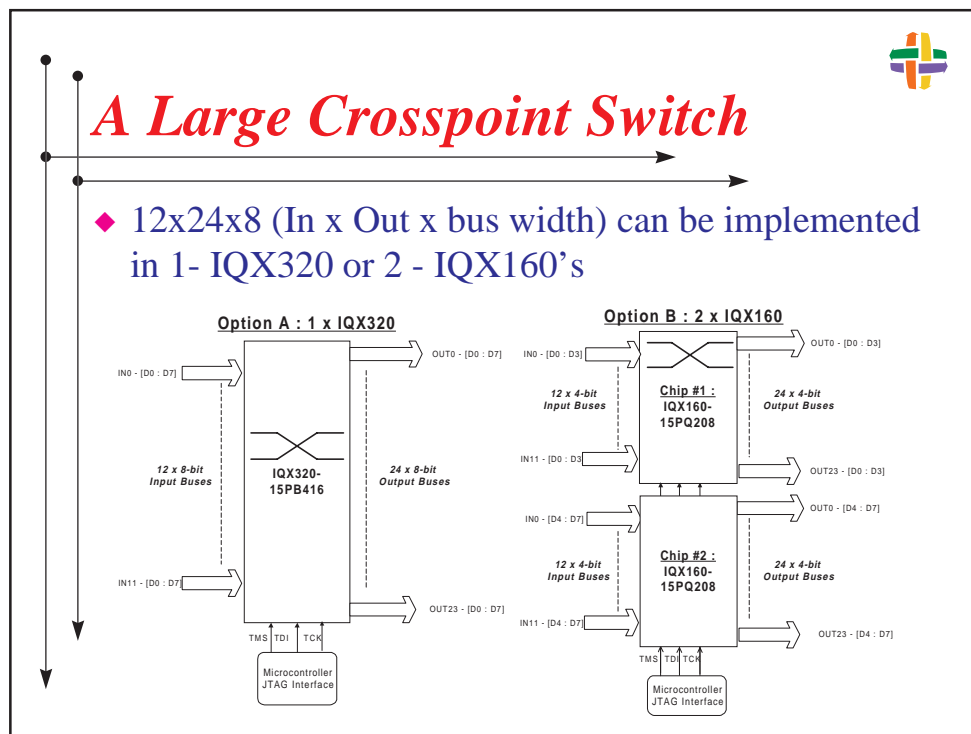 A Large Crosspoint Switch
◆ 12x24x8 (In x Out x bus width) can be implemented
in 1- IQX320 or 2 - IQX160’s
Option A : 1 x IQX320
OUT0 - [D0 : D7]
IN0 - [D0 : D7]
12 x 8-bit
Input Buses
IQX320-
15PB416
24 x 8-bit
Output Buses
IN11 - [D0 : D7]
OUT23 - [D0 : D7]
TMS TDI TCK
Microcontroller
JTAG Interface
Option B : 2 x IQX160
OUT0 - [D0 : D3]
IN0 - [D0 : D3]
12 x 4-bit
Input Buses
Chip #1 :
IQX160-
15PQ208
24 x 4-bit
Output Buses
IN11 - [D0 : D3
OUT23 - [D0 : D3]
OUT0 - [D4 : D7]
IN0 - [D4 : D7]
12 x 4-bit
Input Buses
Chip #2 :
IQX160-
15PQ208
24 x 4-bit
Output Buses
IN11 - [D4 : D7]
OUT23 - [D4 : D7]
TMS TDI TCK
Microcontroller
JTAG Interface